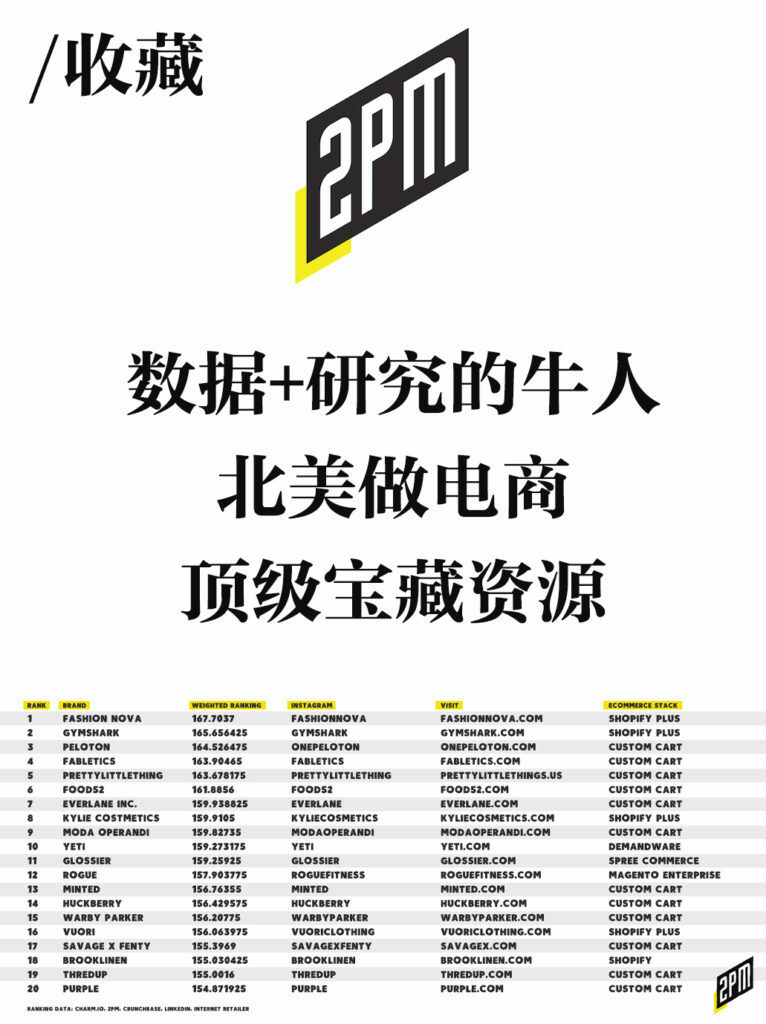 /收藏
2PM
数据+研究的牛人
北美做电商
顶级宝藏资源
RANK BRAND WEIGHTED RANKING INSTAGRAM VISIT ECOMMERCE STACK
1 FASHION NOVA 167.7037 FASHIONNOVA FASHIONNOVA.COM SHOPIFY PLUS
2 GYMSHARK 165.656425 GYMSHARK GYMSHARK.COM SHOPIFY PLUS
3 PELOTON 164.526475 ONEPELOTON ONEPELOTON.COM CUSTOM CART
4 FABLETICS 163.90465 FABLETICS FABLETICS.COM CUSTOM CART
5 PRETTYLITTLETHING 163.678175 PRETTYLITTLETHING PRETTYLITTLETHINGS.US CUSTOM CART
6 FOOD52 161.8856 FOOD52 FOOD52.COM CUSTOM CART
7 EVERLANE INC. 159.938825 EVERLANE EVERLANE.COM CUSTOM CART
8 KYLIE COSTMETICS 159.9105 KYLIECOSMETICS KYLIECOSMETICS.COM SHOPIFY PLUS
9 MODA OPERANDI 159.82735 MODAOPERANDI MODAOPERANDI.COM CUSTOM CART
10 YETI 159.273175 YETI YETI.COM DEMANDWARE
11 GLOSSIER 159.25925 GLOSSIER GLOSSIER.COM SPREE COMMERCE
12 ROGUE 157.903775 ROGUEFITNESS ROGUEFITNESS.COM MAGENTO ENTERPRISE
13 MINTED 156.76355 MINTED MINTED.COM CUSTOM CART
14 HUCKBERRY 156.429575 HUCKBERRY HUCKBERRY.COM CUSTOM CART
15 WARBY PARKER 156.20775 WARBYPARKER WARBYPARKER.COM CUSTOM CART
16 VUORI 156.063975 VUORICLOTHING VUORICLOTHING.COM SHOPIFY PLUS
17 SAVAGE X FENTY 155.3969 SAVAGEXFENTY SAVAGEX.COM CUSTOM CART
18 BROOKLINEN 155.030425 BROOKLINEN BROOKLINEN.COM SHOPIFY
19 THREDUP 155.0016 THREDUP THREDUP.COM CUSTOM CART
20 PURPLE 154.871925 PURPLE PURPLE.COM CUSTOM CART
2PM
RANKING DATA: CHARM.IO, 2PM, CRUNCHBASE, LINKEDIN, INTERNET RETAILER